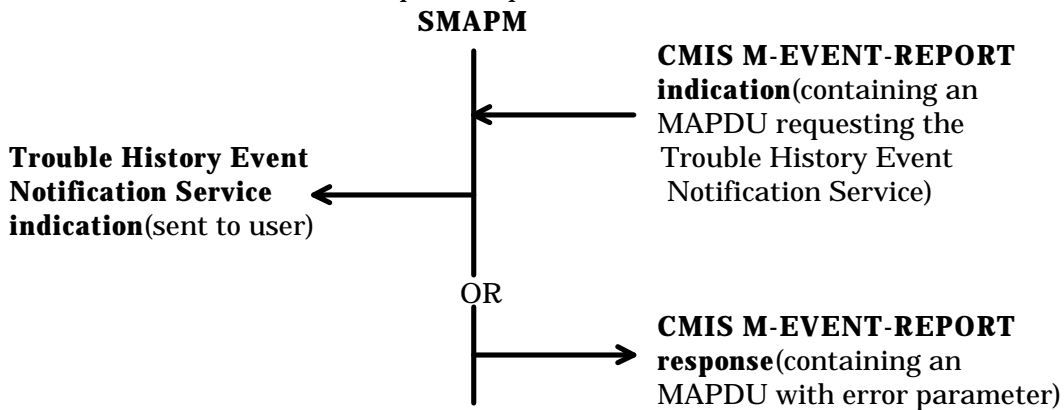 SMAPM
CMIS M-EVENT-REPORT
indication(containing an
MAPDU requesting the
Trouble History Event
Notification Service)
Trouble History Event
Notification Service
indication(sent to user)
OR
CMIS M-EVENT-REPORT
response(containing an
MAPDU with error parameter)